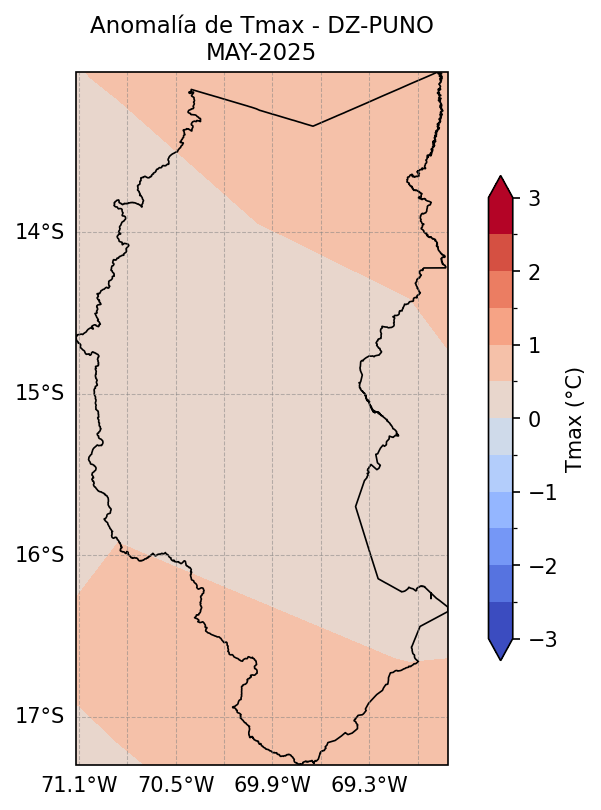 Anomalía de Tmax - DZ-PUNO
MAY-2025
14°S
15°S
16°S
17°S
71.1°W 70.5°W 69.9°W 69.3°W
3
2
1
0
−1
−2
−3
Tmax (°C)